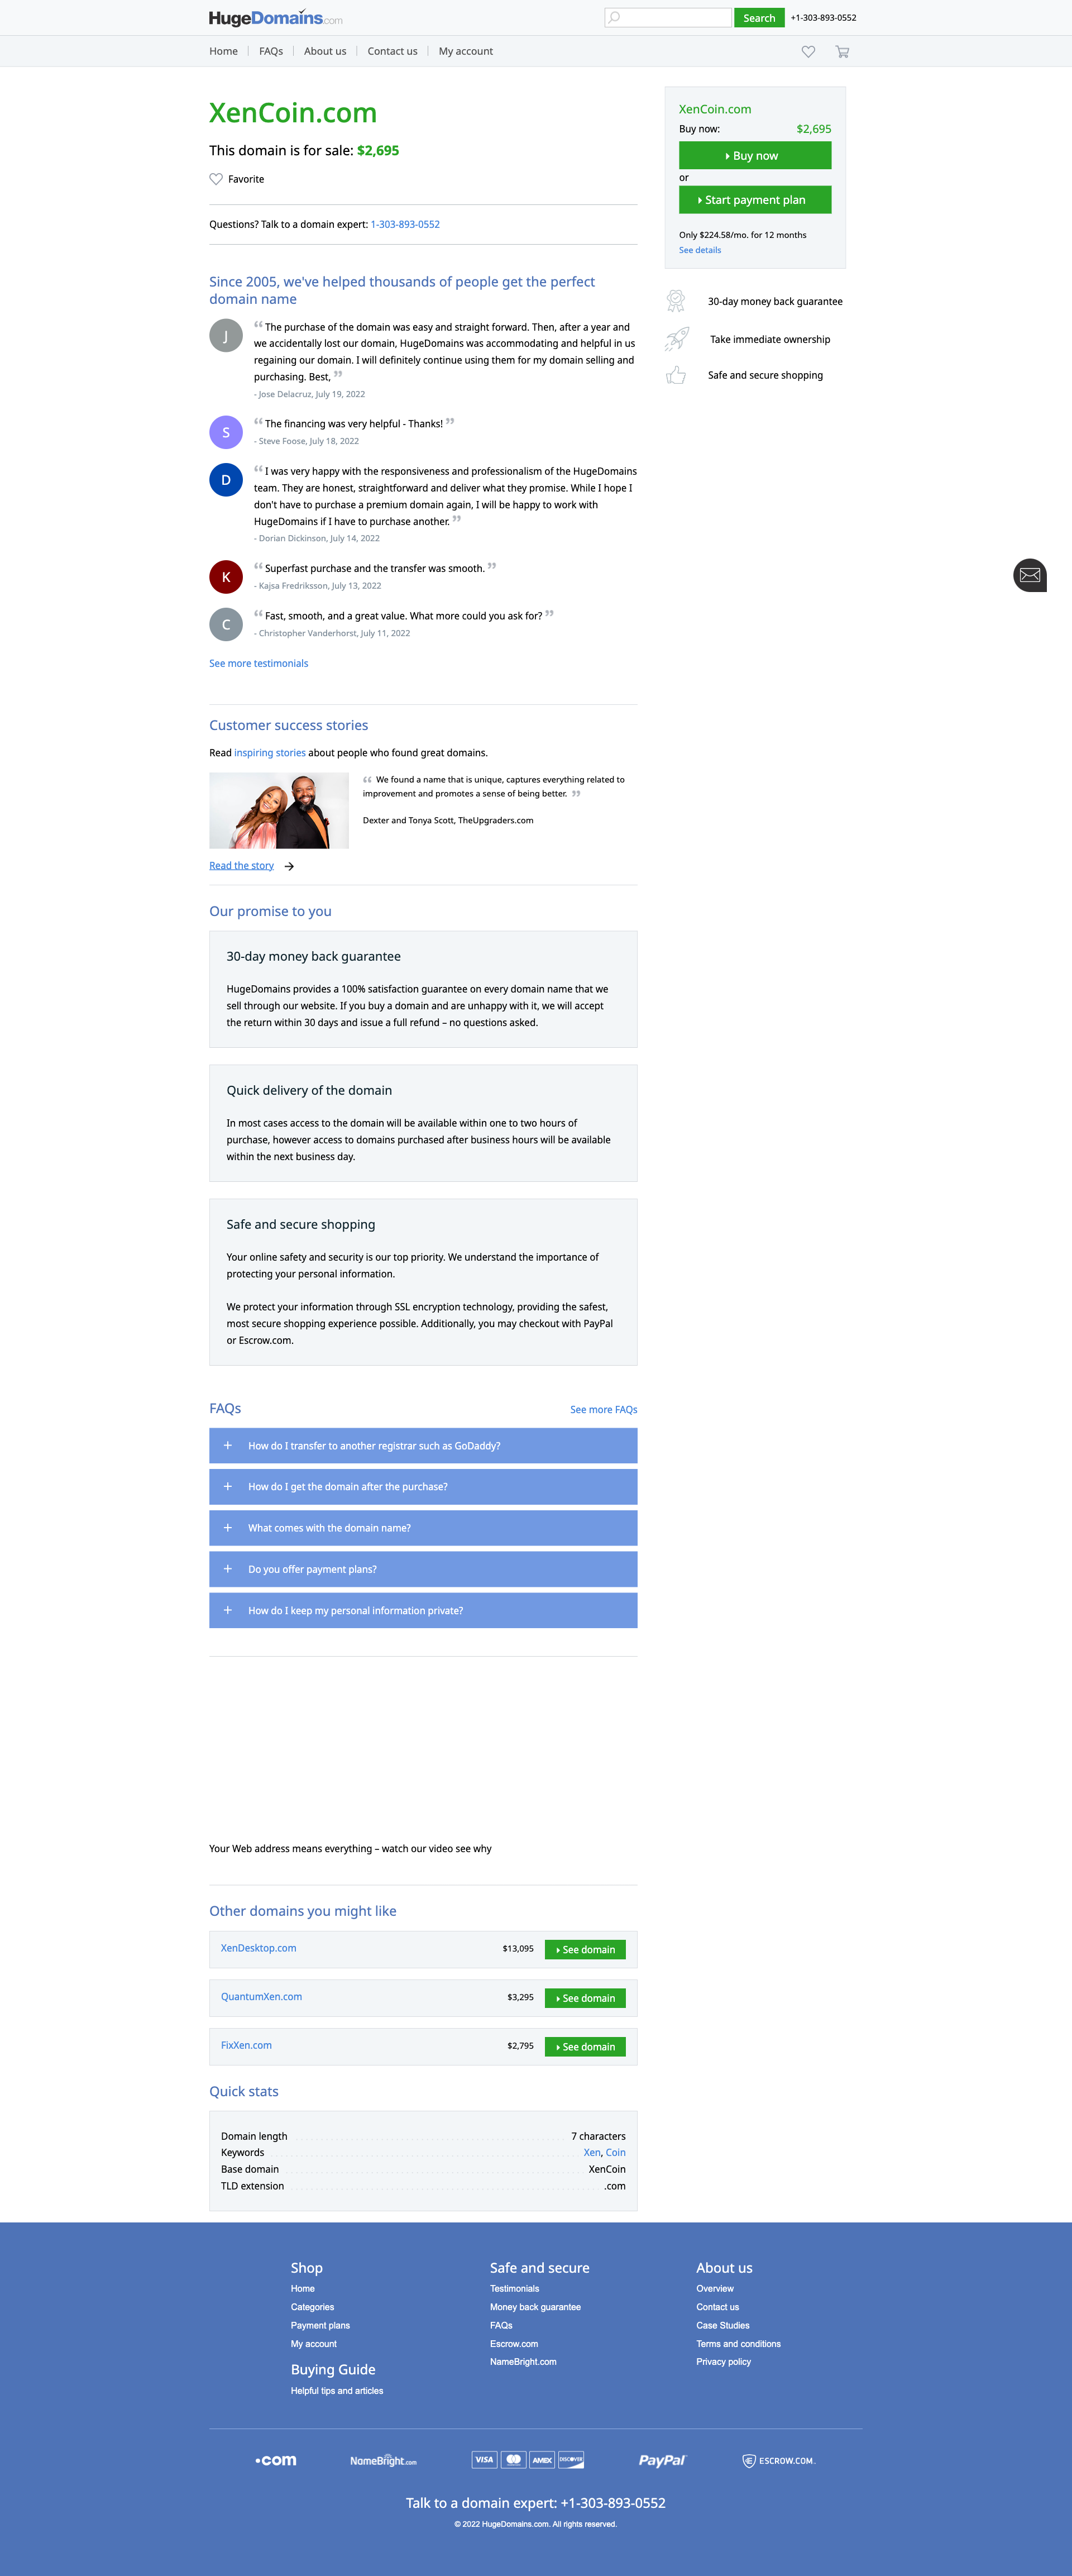 HugeDomains.com
Search
+1-303-893-0552
Home
FAQs
About us
Contact us
My account
XenCoin.com
This domain is for sale: $2,695
Favorite
Questions? Talk to a domain expert: 1-303-893-0552
XenCoin.com
Buy now: $2,695
Buy now
or
Start payment plan
Only $224.58/mo. for 12 months
See details
30-day money back guarantee
Take immediate ownership
Safe and secure shopping
Since 2005, we've helped thousands of people get the perfect
domain name
J
“ The purchase of the domain was easy and straight forward. Then, after a year and
we accidentally lost our domain, HugeDomains was accommodating and helpful in us
regaining our domain. I will definitely continue using them for my domain selling and
purchasing. Best, ”
- Jose Delacruz, July 19, 2022
S
“ The financing was very helpful - Thanks! ”
- Steve Foose, July 18, 2022
D
“ I was very happy with the responsiveness and professionalism of the HugeDomains
team. They are honest, straightforward and deliver what they promise. While I hope I
don't have to purchase a premium domain again, I will be happy to work with
HugeDomains if I have to purchase another. ”
- Dorian Dickinson, July 14, 2022
K
“ Superfast purchase and the transfer was smooth. ”
- Kajsa Fredriksson, July 13, 2022
C
“ Fast, smooth, and a great value. What more could you ask for? ”
- Christopher Vanderhorst, July 11, 2022
See more testimonials
Customer success stories
Read inspiring stories about people who found great domains.
“ We found a name that is unique, captures everything related to
improvement and promotes a sense of being better. ”
Dexter and Tonya Scott, TheUpgraders.com
Read the story
Our promise to you
30-day money back guarantee
HugeDomains provides a 100% satisfaction guarantee on every domain name that we
sell through our website. If you buy a domain and are unhappy with it, we will accept
the return within 30 days and issue a full refund – no questions asked.
Quick delivery of the domain
In most cases access to the domain will be available within one to two hours of
purchase, however access to domains purchased after business hours will be available
within the next business day.
Safe and secure shopping
Your online safety and security is our top priority. We understand the importance of
protecting your personal information.
We protect your information through SSL encryption technology, providing the safest,
most secure shopping experience possible. Additionally, you may checkout with PayPal
or Escrow.com.
FAQs
See more FAQs
+ How do I transfer to another registrar such as GoDaddy?
+ How do I get the domain after the purchase?
+ What comes with the domain name?
+ Do you offer payment plans?
+ How do I keep my personal information private?
Your Web address means everything – watch our video see why
Other domains you might like
XenDesktop.com $13,095 See domain
QuantumXen.com $3,295 See domain
FixXen.com $2,795 See domain
Quick stats
Domain length 7 characters
Keywords Xen, Coin
Base domain XenCoin
TLD extension .com
Shop
Home
Categories
Payment plans
My account
Buying Guide
Helpful tips and articles
Safe and secure
Testimonials
Money back guarantee
FAQs
Escrow.com
NameBright.com
About us
Overview
Contact us
Case Studies
Terms and conditions
Privacy policy
.com
NameBright.com
VISA
AMEX
DISCOVER
PayPal
ESCROW.COM.
Talk to a domain expert: +1-303-893-0552
© 2022 HugeDomains.com. All rights reserved.